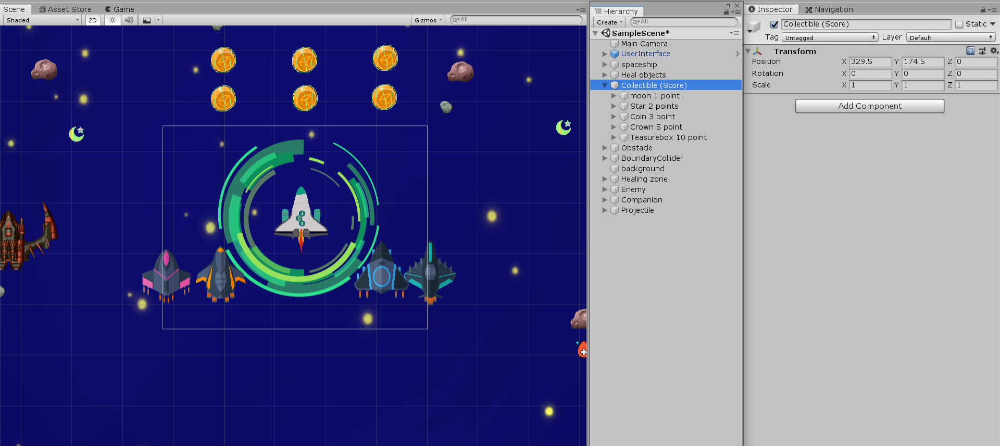 Scene
Asset Store
Game
Shaded
2D
Gizmos
All
Hierarchy
Create
All
SampleScene*
Main Camera
UserInterface
spaceship
Heal objects
Collectible (Score)
moon 1 point
Star 2 points
Coin 3 point
Crown 5 point
Teasurebox 10 point
Obstacle
BoundaryCollider
background
Healing zone
Enemy
Companion
Projectile
Inspector
Navigation
Collectible (Score)
Static
Tag Untagged Layer Default
Transform
Position X 329.5 Y 174.5 Z 0
Rotation X 0 Y 0 Z 0
Scale X 1 Y 1 Z 1
Add Component